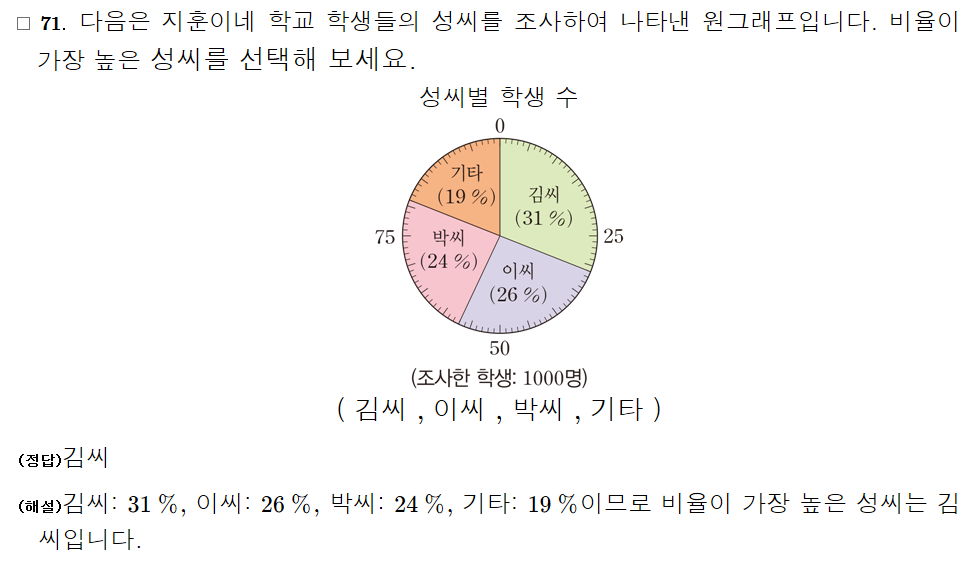 □ 71. 다음은 지훈이네 학교 학생들의 성씨를 조사하여 나타낸 원그래프입니다. 비율이
가장 높은 성씨를 선택해 보세요.
성씨별 학생 수
0
기타
(19 %)
김씨
(31 %)
75
박씨
(24 %)
25
이씨
(26 %)
50
(조사한 학생: 1000명)
( 김씨 , 이씨 , 박씨 , 기타 )
(정답)김씨
(해설)김씨: 31 %, 이씨: 26 %, 박씨: 24 %, 기타: 19 %이므로 비율이 가장 높은 성씨는 김
씨입니다.